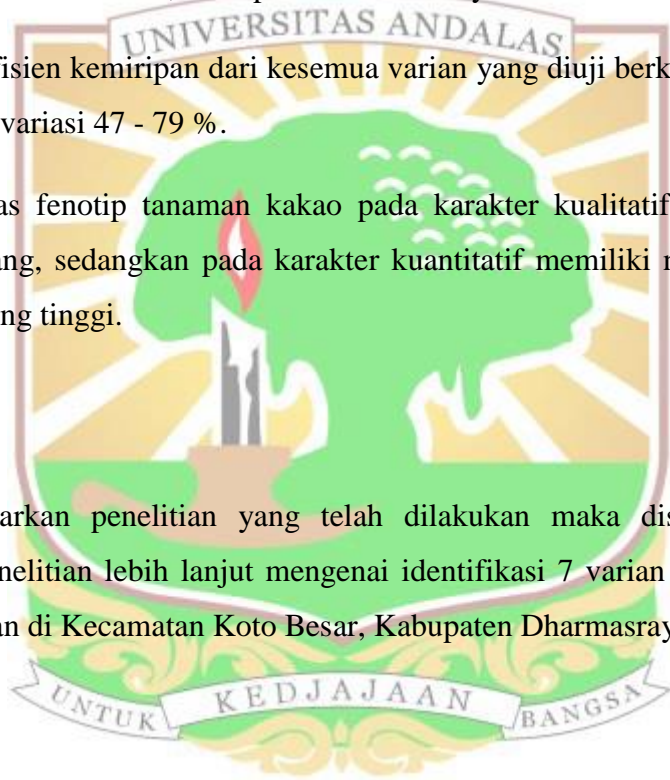 UNIVERSITAS ANDALAS
fisien kemiripan dari kesemua varian yang diuji berk
variasi 47 - 79 %.
as fenotip tanaman kakao pada karakter kualitatif
ang, sedangkan pada karakter kuantitatif memiliki
ng tinggi.
arkan penelitian yang telah dilakukan maka dis
nelitian lebih lanjut mengenai identifikasi 7 varian
an di Kecamatan Koto Besar, Kabupaten Dharmasray
UNTUK KEDJAJAAN BANGSA